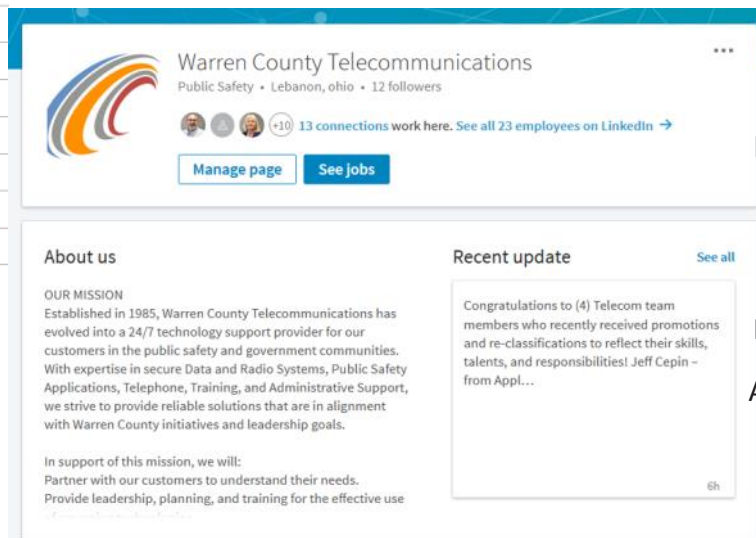 Warren County Telecommunications
Public Safety • Lebanon, ohio • 12 followers
+10 13 connections work here. See all 23 employees on LinkedIn →
Manage page See jobs
About us
OUR MISSION
Established in 1985, Warren County Telecommunications has
evolved into a 24/7 technology support provider for our
customers in the public safety and government communities.
With expertise in secure Data and Radio Systems, Public Safety
Applications, Telephone, Training, and Administrative Support,
we strive to provide reliable solutions that are in alignment
with Warren County initiatives and leadership goals.
In support of this mission, we will:
Partner with our customers to understand their needs.
Provide leadership, planning, and training for the effective use
Recent update See all
Congratulations to (4) Telecom team
members who recently received promotions
and re-classifications to reflect their skills,
talents, and responsibilities! Jeff Cepin –
from Appl...
6h